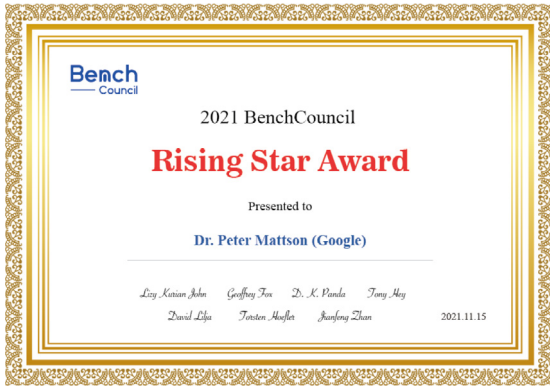 Bench
Council
2021 BenchCouncil
Rising Star Award
Presented to
Dr. Peter Mattson (Google)
Lizy Kurian John Geoffrey Fox D. K. Panda Tony Hey
David Lilja Torsten Hoefler Jianfeng Zhan 2021.11.15